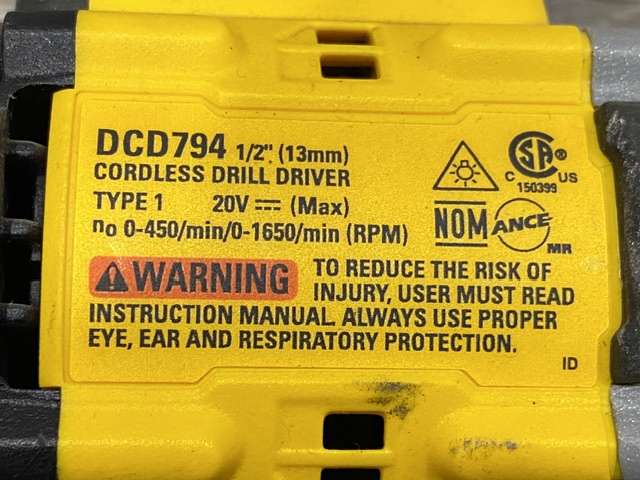 DCD794 1/2" (13mm)
CORDLESS DRILL DRIVER
TYPE 1 20V ⎓ (Max)
no 0-450/min/0-1650/min (RPM)
CSA ®
C US
150399
NOM
ANCE
MR
WARNING TO REDUCE THE RISK OF
INJURY, USER MUST READ
INSTRUCTION MANUAL. ALWAYS USE PROPER
EYE, EAR AND RESPIRATORY PROTECTION.
ID